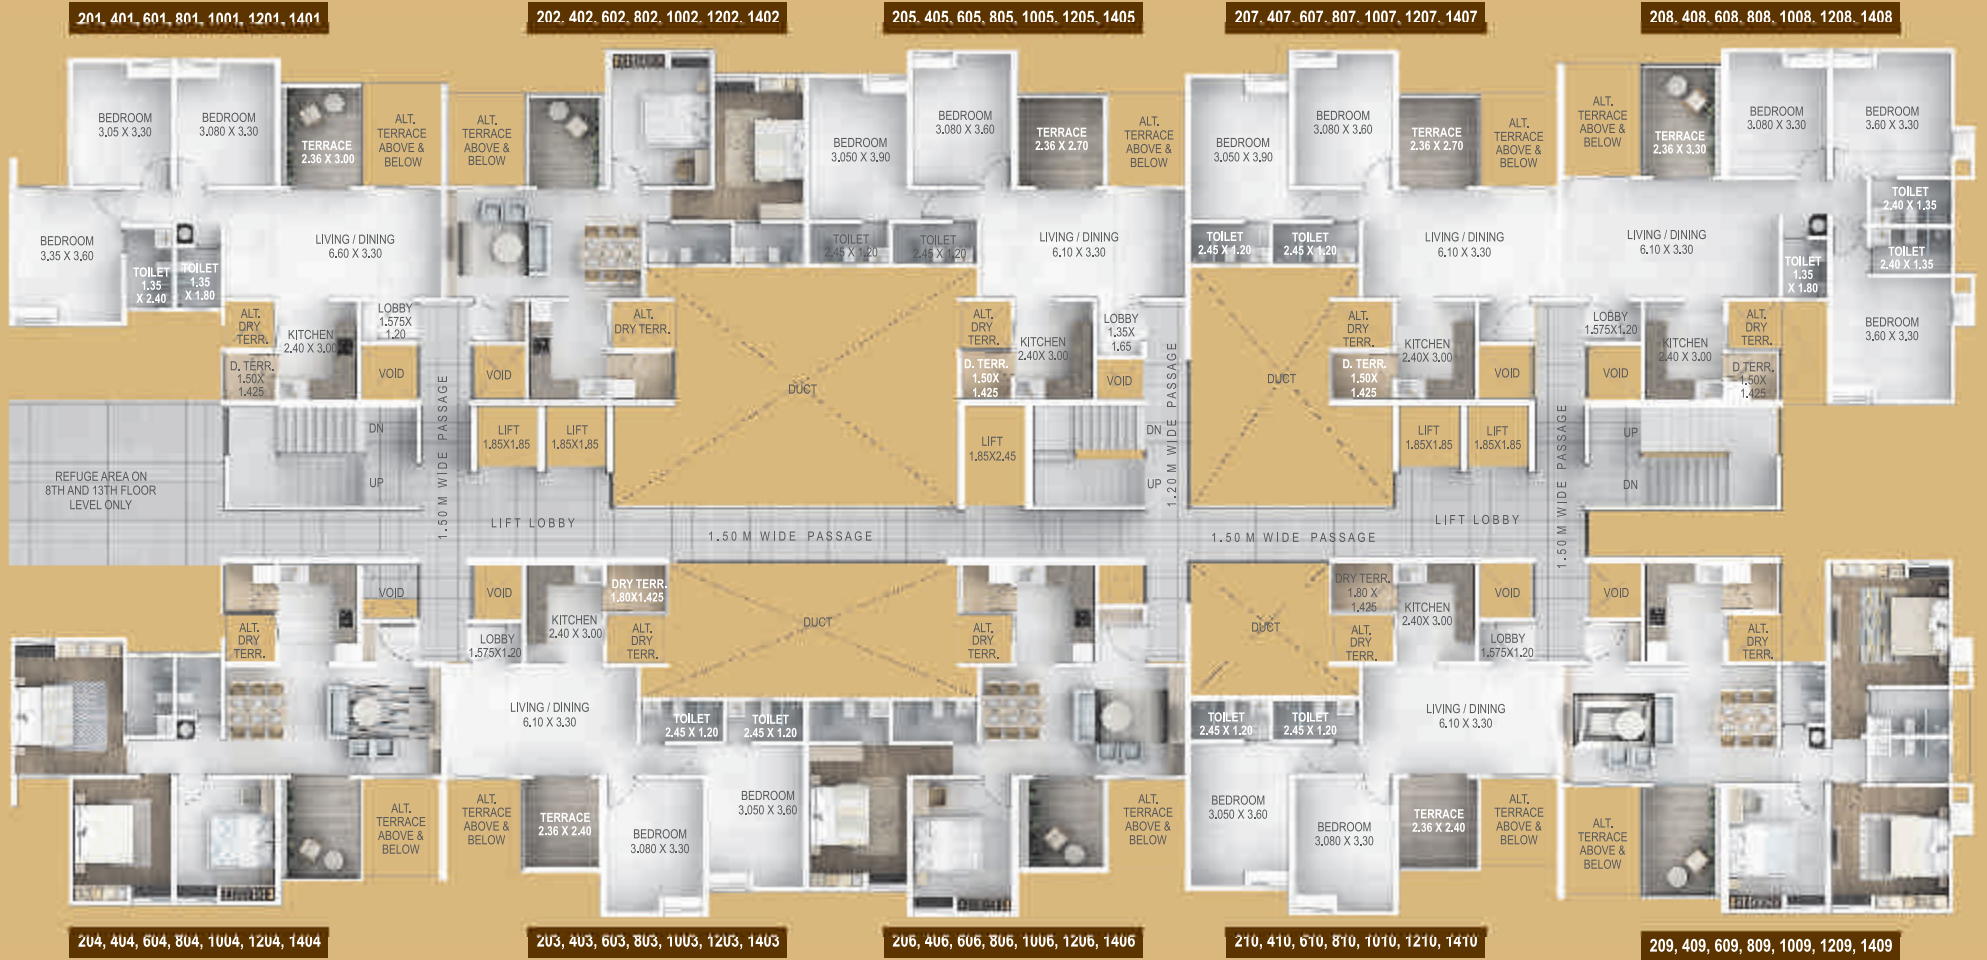 201, 401, 601, 801, 1001, 1201, 1401
202, 402, 602, 802, 1002, 1202, 1402
205, 405, 605, 805, 1005, 1205, 1405
207, 407, 607, 807, 1007, 1207, 1407
208, 408, 608, 808, 1008, 1208, 1408
BEDROOM
3.05 X 3.30
BEDROOM
3.080 X 3.30
TERRACE
2.36 X 3.00
ALT.
TERRACE
ABOVE &
BELOW
ALT.
TERRACE
ABOVE &
BELOW
BEDROOM
3.050 X 3.90
BEDROOM
3.080 X 3.60
TERRACE
2.36 X 2.70
ALT.
TERRACE
ABOVE &
BELOW
BEDROOM
3.050 X 3.90
BEDROOM
3.080 X 3.60
TERRACE
2.36 X 2.70
ALT.
TERRACE
ABOVE &
BELOW
ALT.
TERRACE
ABOVE &
BELOW
TERRACE
2.36 X 3.30
BEDROOM
3.080 X 3.30
BEDROOM
3.60 X 3.30
BEDROOM
3.35 X 3.60
TOILET
1.35
X 2.40
TOILET
1.35
X 1.80
LIVING / DINING
6.60 X 3.30
TOILET
2.45 X 1.20
TOILET
2.45 X 1.20
LIVING / DINING
6.10 X 3.30
TOILET
2.45 X 1.20
TOILET
2.45 X 1.20
LIVING / DINING
6.10 X 3.30
LIVING / DINING
6.10 X 3.30
TOILET
1.35
X 1.80
TOILET
2.40 X 1.35
TOILET
2.40 X 1.35
ALT.
DRY
TERR.
KITCHEN
2.40 X 3.00
LOBBY
1.575X
1.20
D. TERR.
1.50X
1.425
VOID
VOID
ALT.
DRY TERR.
DUCT
ALT.
DRY
TERR.
KITCHEN
2.40X 3.00
LOBBY
1.35X
1.65
D. TERR.
1.50X
1.425
VOID
DUCT
ALT.
DRY
TERR.
KITCHEN
2.40X 3.00
D. TERR.
1.50X
1.425
VOID
LOBBY
1.575X1.20
VOID
KITCHEN
2.40 X 3.00
ALT.
DRY
TERR.
D TERR.
1.50X
1.425
BEDROOM
3.60 X 3.30
REFUGE AREA ON
8TH AND 13TH FLOOR
LEVEL ONLY
DN
UP
1.50 M WIDE PASSAGE
LIFT
1.85X1.85
LIFT
1.85X1.85
LIFT LOBBY
1.50 M WIDE PASSAGE
LIFT
1.85X2.45
DN
UP
1.20 M WIDE PASSAGE
1.50 M WIDE PASSAGE
LIFT
1.85X1.85
LIFT
1.85X1.85
LIFT LOBBY
1.50 M WIDE PASSAGE
UP
DN
VOID
ALT.
DRY
TERR.
VOID
LOBBY
1.575X1.20
KITCHEN
2.40 X 3.00
DRY TERR.
1.80X1.425
ALT.
DRY
TERR.
DUCT
ALT.
DRY
TERR.
DUCT
DRY TERR.
1.80 X
1.425
ALT.
DRY
TERR.
KITCHEN
2.40X 3.00
VOID
LOBBY
1.575X1.20
VOID
ALT.
DRY
TERR.
LIVING / DINING
6.10 X 3.30
TOILET
2.45 X 1.20
TOILET
2.45 X 1.20
TOILET
2.45 X 1.20
TOILET
2.45 X 1.20
LIVING / DINING
6.10 X 3.30
ALT.
TERRACE
ABOVE &
BELOW
ALT.
TERRACE
ABOVE &
BELOW
TERRACE
2.36 X 2.40
BEDROOM
3.080 X 3.30
BEDROOM
3.050 X 3.60
ALT.
TERRACE
ABOVE &
BELOW
BEDROOM
3.050 X 3.60
BEDROOM
3.080 X 3.30
TERRACE
2.36 X 2.40
ALT.
TERRACE
ABOVE &
BELOW
ALT.
TERRACE
ABOVE &
BELOW
204, 404, 604, 804, 1004, 1204, 1404
203, 403, 603, 803, 1003, 1203, 1403
206, 406, 606, 806, 1006, 1206, 1406
210, 410, 610, 810, 1010, 1210, 1410
209, 409, 609, 809, 1009, 1209, 1409